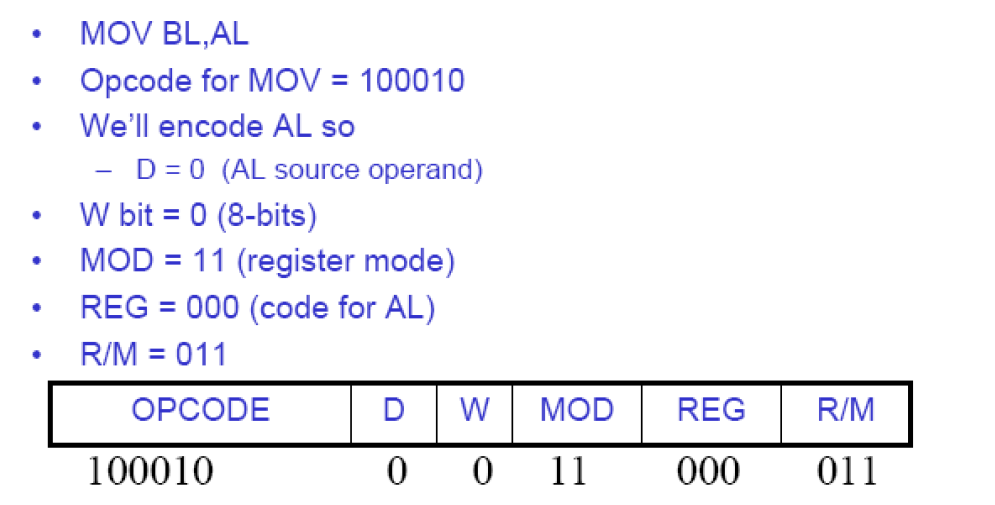 • MOV BL,AL
• Opcode for MOV = 100010
• We'll encode AL so
– D = 0 (AL source operand)
• W bit = 0 (8-bits)
• MOD = 11 (register mode)
• REG = 000 (code for AL)
• R/M = 011
OPCODE D W MOD REG R/M
100010 0 0 11 000 011